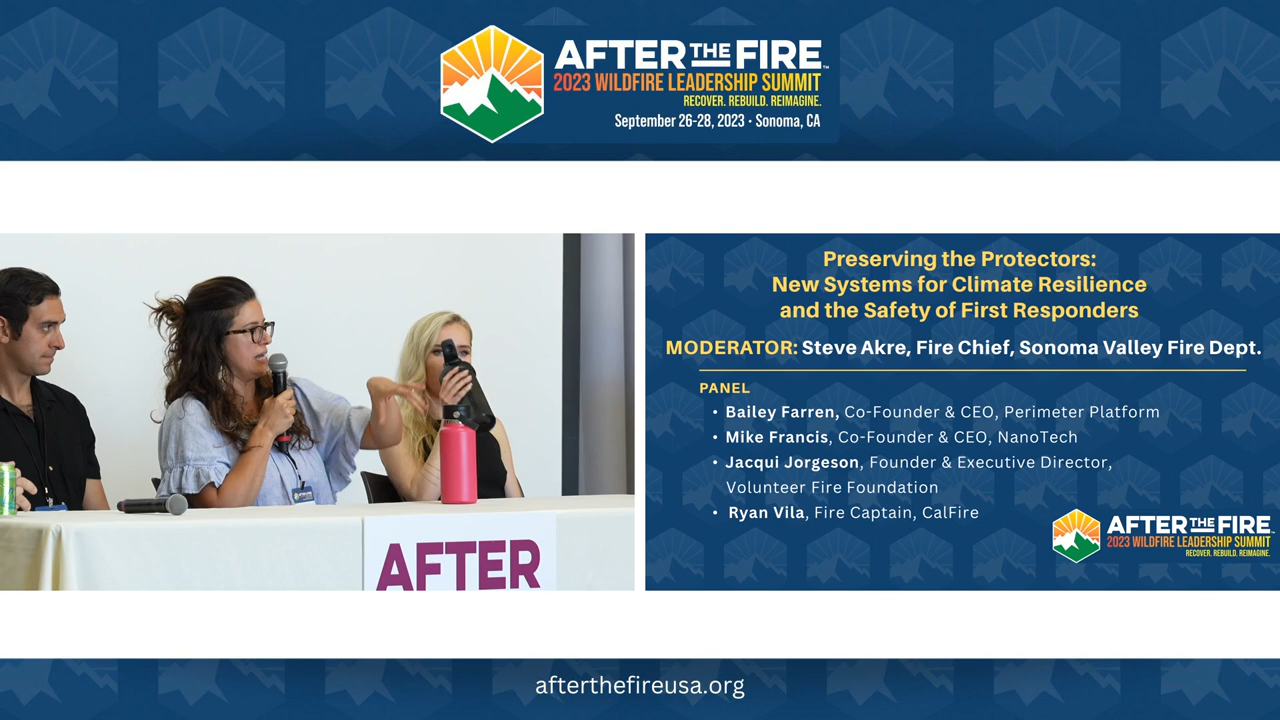 AFTER THE FIRE™
2023 WILDFIRE LEADERSHIP SUMMIT
RECOVER. REBUILD. REIMAGINE.
September 26-28, 2023 • Sonoma, CA
AFTER
Preserving the Protectors:
New Systems for Climate Resilience
and the Safety of First Responders
MODERATOR: Steve Akre, Fire Chief, Sonoma Valley Fire Dept.
PANEL
• Bailey Farren, Co-Founder & CEO, Perimeter Platform
• Mike Francis, Co-Founder & CEO, NanoTech
• Jacqui Jorgeson, Founder & Executive Director,
Volunteer Fire Foundation
• Ryan Vila, Fire Captain, CalFire
AFTER THE FIRE™
2023 WILDFIRE LEADERSHIP SUMMIT
RECOVER. REBUILD. REIMAGINE.
afterthefireusa.org